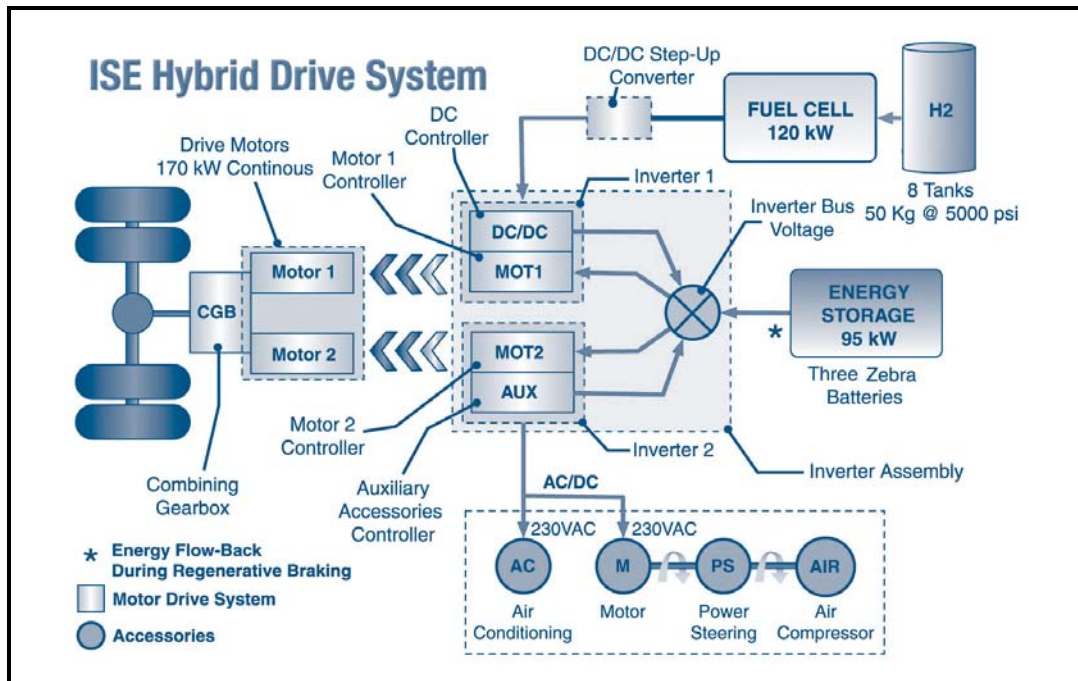 ISE Hybrid Drive System
DC/DC Step-Up
Converter
FUEL CELL
120 kW
H2
8 Tanks
50 Kg @ 5000 psi
DC
Controller
Drive Motors
170 kW Continous
Motor 1
Controller
Inverter 1
Inverter Bus
Voltage
DC/DC
MOT1
Motor 1
CGB
Motor 2
MOT2
AUX
ENERGY
STORAGE
95 kW
*
Three Zebra
Batteries
Motor 2
Controller
Inverter 2
Inverter Assembly
Combining
Gearbox
Auxiliary
Accessories
Controller
AC/DC
230VAC
230VAC
AC
M
PS
AIR
Air
Conditioning
Motor
Power
Steering
Air
Compressor
* Energy Flow-Back
During Regenerative Braking
Motor Drive System
Accessories